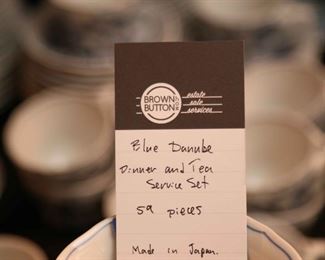 BROWN
BUTTON
estate
sale
services
Blue Danube
Dinner and Tea
Service Set
59 pieces
Made in Japan.